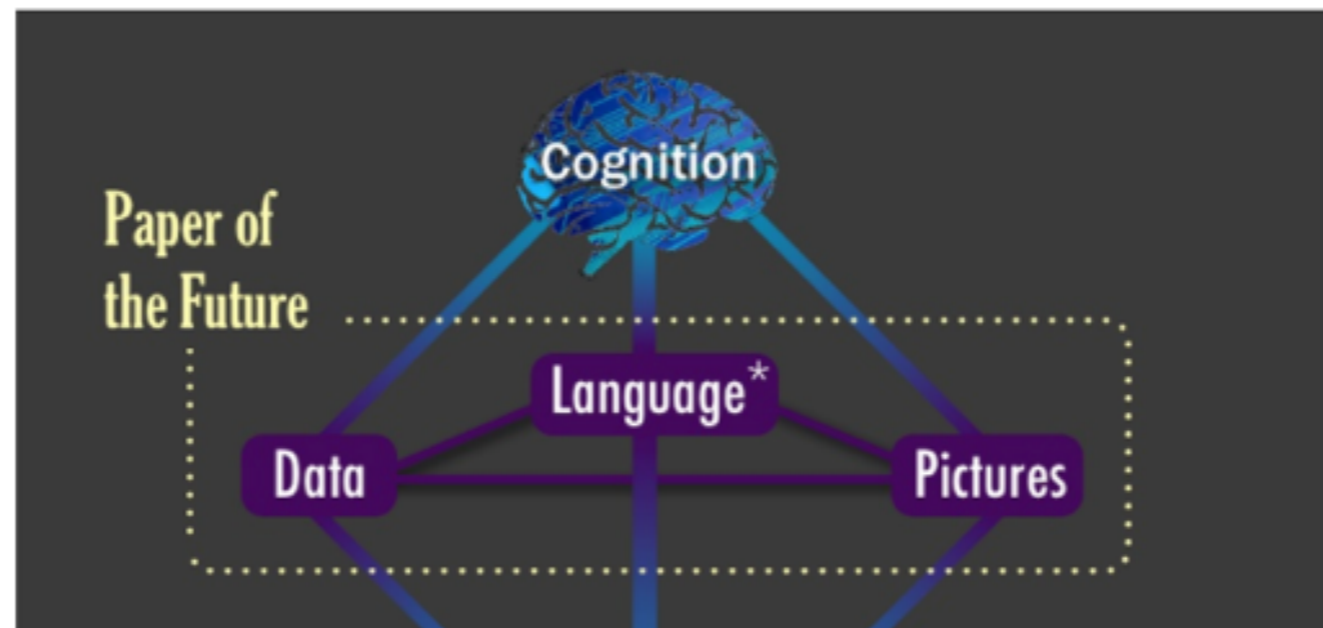 Cognition
Paper of
the Future
Language*
Data
Pictures